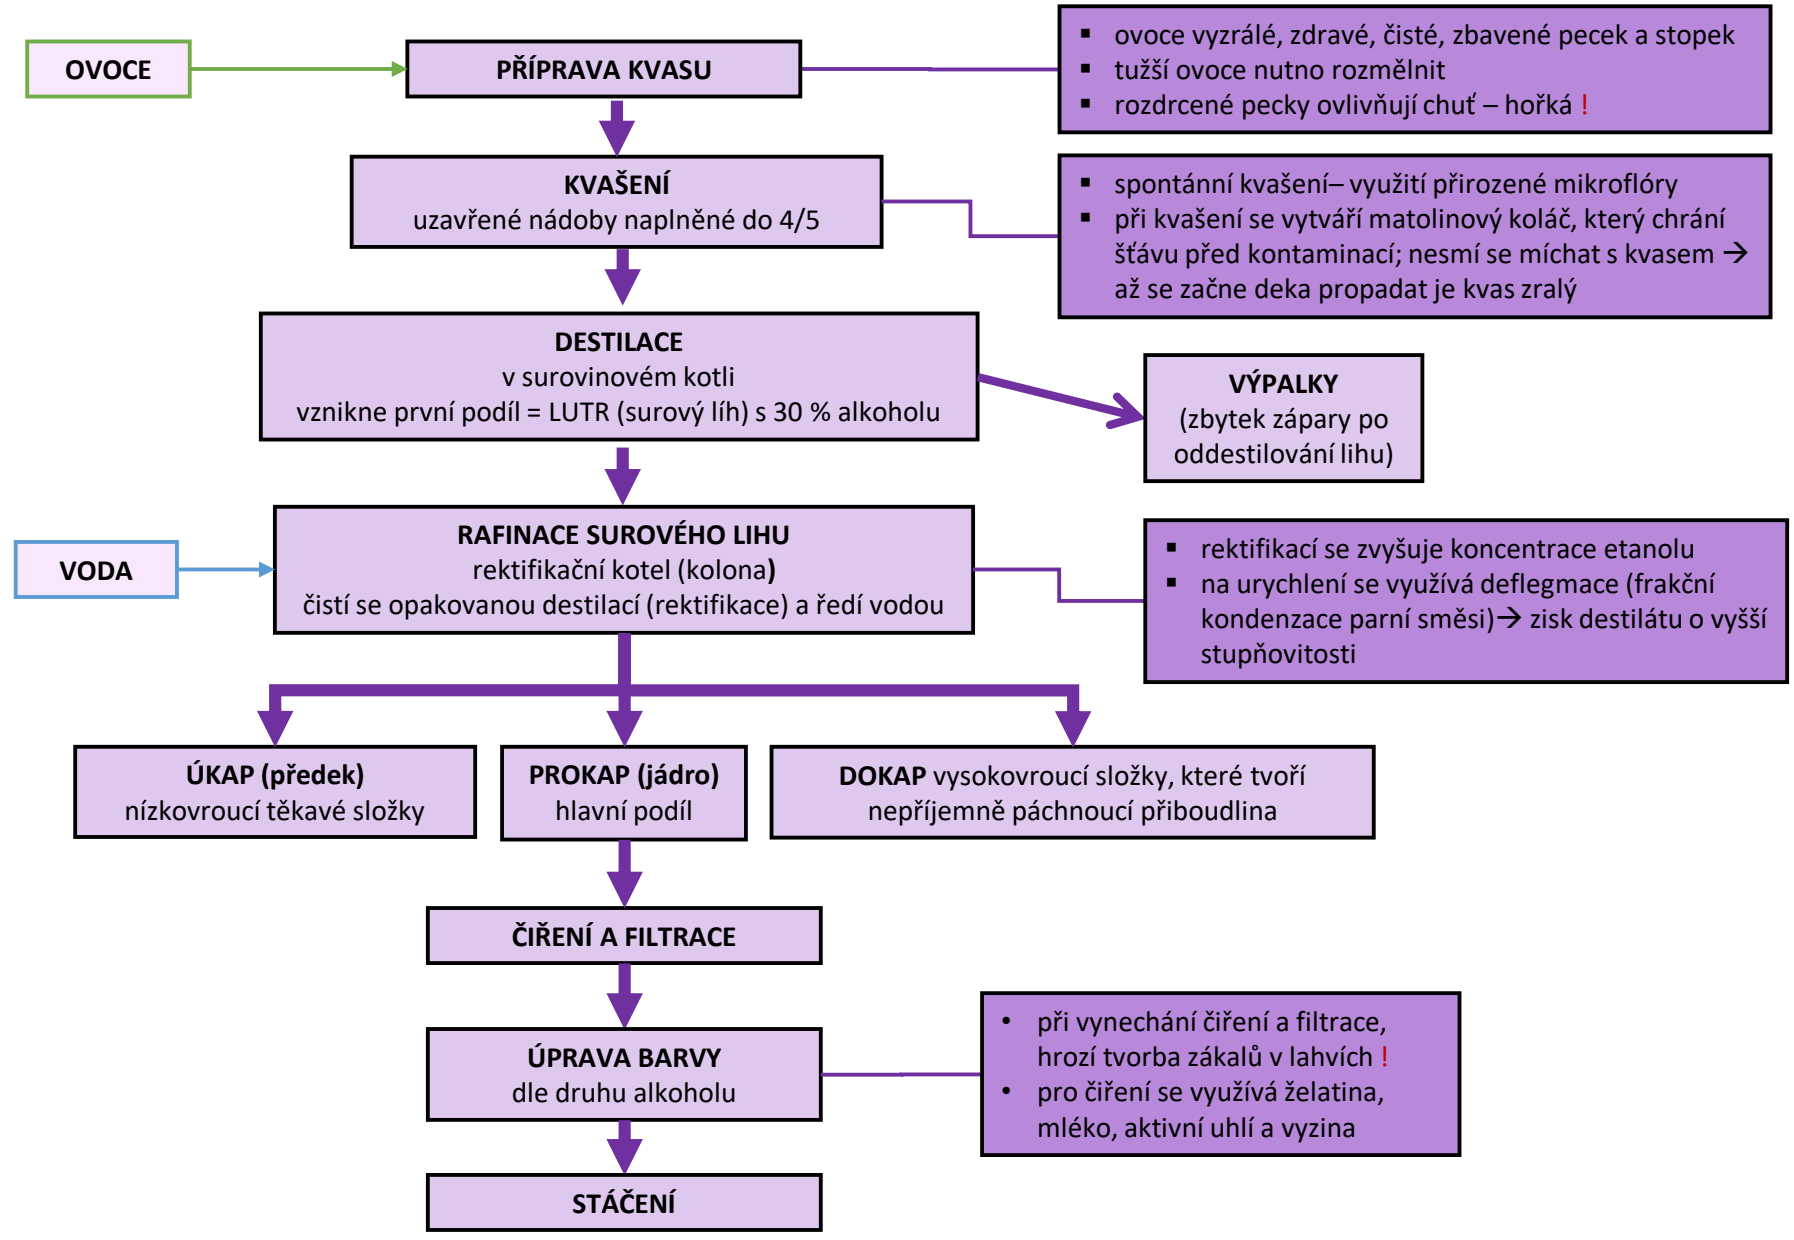 OVOCE
PŘÍPRAVA KVASU
▪ ovoce vyzrálé, zdravé, čisté, zbavené pecek a stopek
▪ tužší ovoce nutno rozmělnit
▪ rozdrcené pecky ovlivňují chuť – hořká !
KVAŠENÍ
uzavřené nádoby naplněné do 4/5
▪ spontánní kvašení– využití přirozené mikroflóry
▪ při kvašení se vytváří matolinový koláč, který chrání
šťávu před kontaminací; nesmí se míchat s kvasem →
až se začne deka propadat je kvas zralý
DESTILACE
v surovinovém kotli
vznikne první podíl = LUTR (surový líh) s 30 % alkoholu
VÝPALKY
(zbytek zápary po
oddestilování lihu)
VODA
RAFINACE SUROVÉHO LIHU
rektifikační kotel (kolona)
čistí se opakovanou destilací (rektifikace) a ředí vodou
▪ rektifikací se zvyšuje koncentrace etanolu
▪ na urychlení se využívá deflegmace (frakční
kondenzace parní směsi)→ zisk destilátu o vyšší
stupňovitosti
ÚKAP (předek)
nízkovroucí těkavé složky
PROKAP (jádro)
hlavní podíl
DOKAP vysokovroucí složky, které tvoří
nepříjemně páchnoucí přiboudlina
ČIŘENÍ A FILTRACE
ÚPRAVA BARVY
dle druhu alkoholu
• při vynechání čiření a filtrace,
hrozí tvorba zákalů v lahvích !
• pro čiření se využívá želatina,
mléko, aktivní uhlí a vyzina
STÁČENÍ